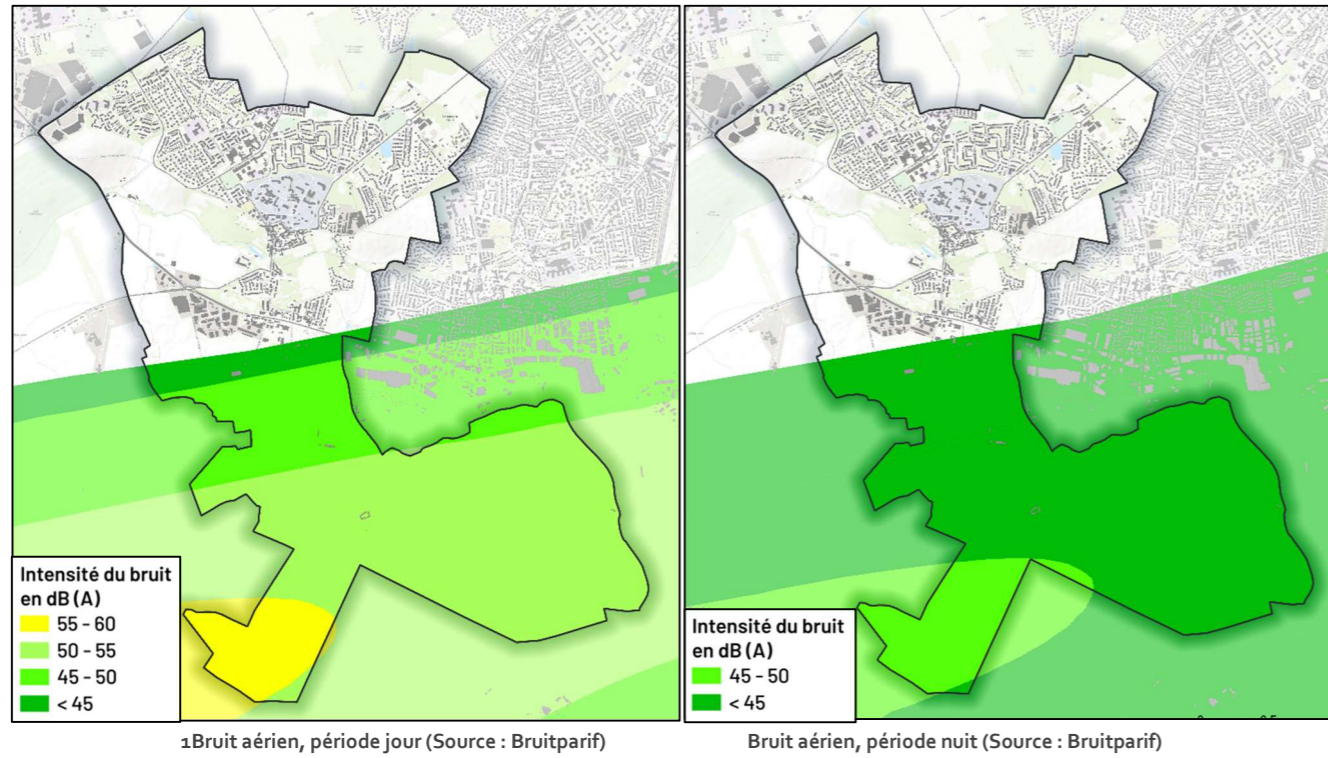 Intensité du bruit
en dB (A)
55 - 60
50 - 55
45 - 50
< 45
Intensité du bruit
en dB (A)
45 - 50
< 45
1Bruit aérien, période jour (Source : Bruitparif)
Bruit aérien, période nuit (Source : Bruitparif)